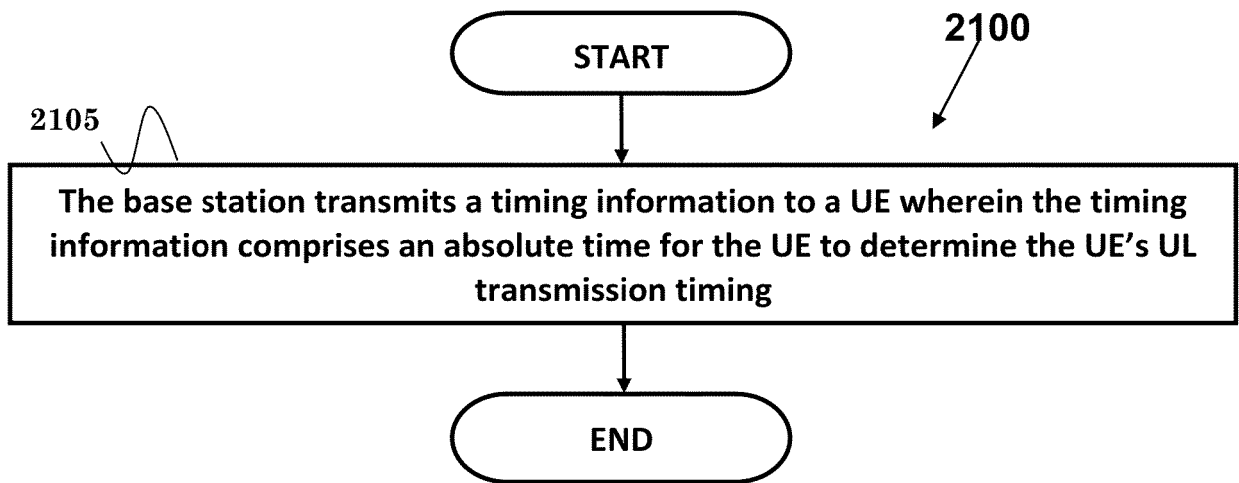 2100
START
2105
The base station transmits a timing information to a UE wherein the timing
information comprises an absolute time for the UE to determine the UE's UL
transmission timing
END